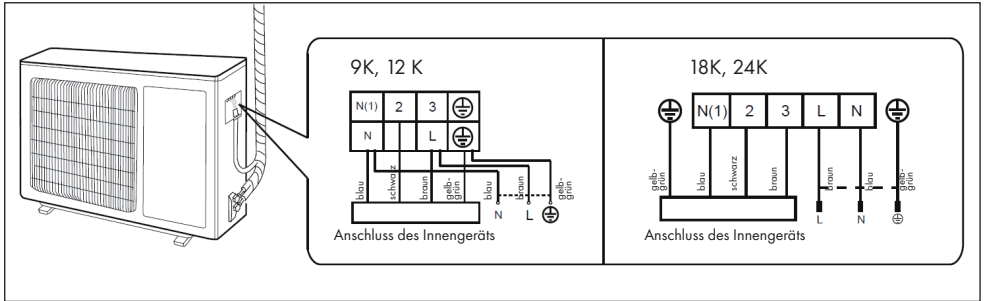 9K, 12 K
N(1) 2 3
N L
blau schwarz braun gelb-grün blau braun gelb-grün
N L
Anschluss des Innengeräts
18K, 24K
N(1) 2 3 L N
gelb-grün blau schwarz braun braun blau gelb-grün
L N
Anschluss des Innengeräts